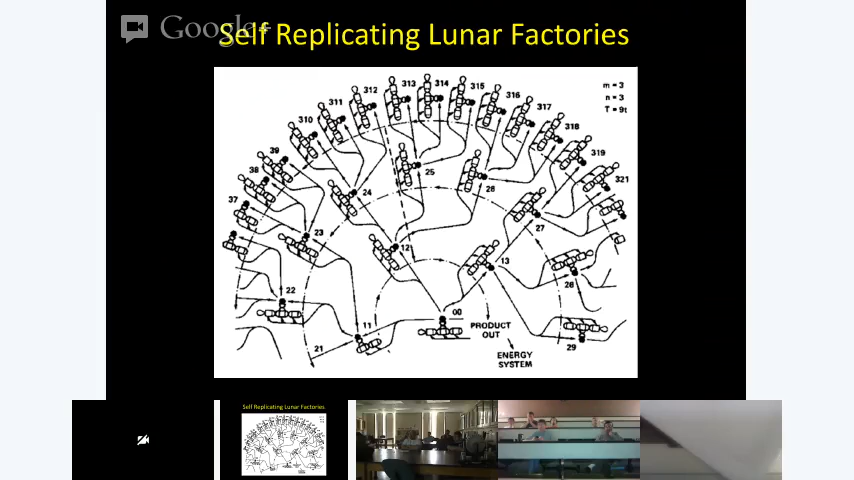 Google+
Self Replicating Lunar Factories
m = 3
n = 3
T = 9t
310
311
312
313
314
315
316
317
318
319
321
39
38
37
24
25
26
27
23
12
13
22
28
00
11
21
29
PRODUCT
OUT
ENERGY
SYSTEM
Self Replicating Lunar Factories